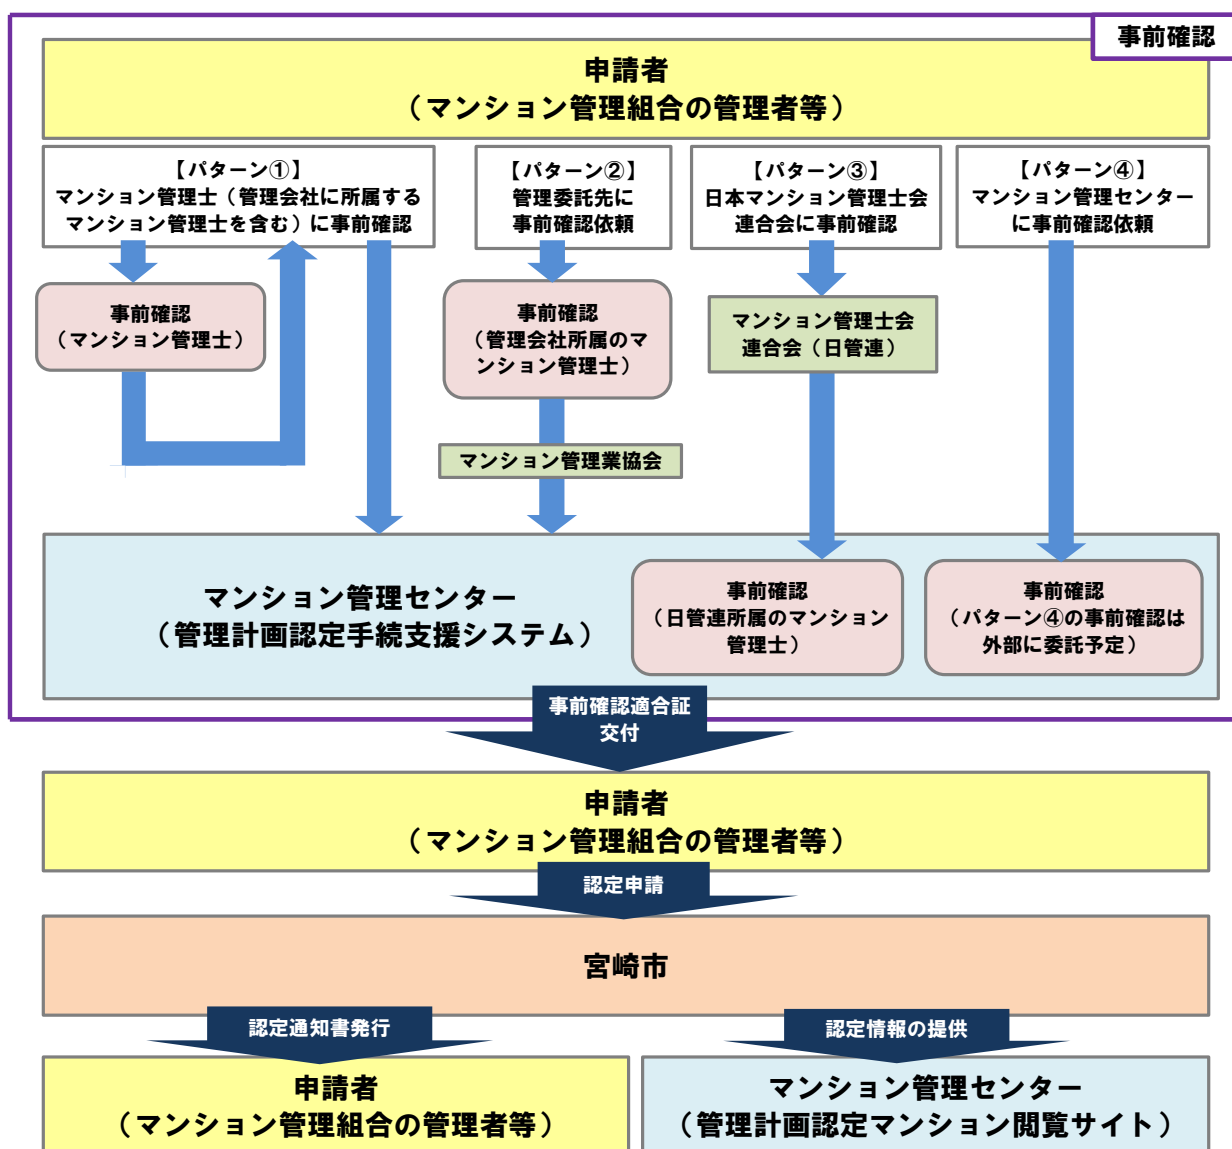 事前確認
申請者
（マンション管理組合の管理者等）
【パターン①】
マンション管理士（管理会社に所属する
マンション管理士を含む）に事前確認
【パターン②】
管理委託先に
事前確認依頼
【パターン③】
日本マンション管理士会
連合会に事前確認
【パターン④】
マンション管理センター
に事前確認依頼
事前確認
（マンション管理士）
事前確認
（管理会社所属のマ
ンション管理士）
マンション管理士会
連合会（日管連）
マンション管理業協会
マンション管理センター
（管理計画認定手続支援システム）
事前確認
（日管連所属のマンション
管理士）
事前確認
（パターン④の事前確認は
外部に委託予定）
事前確認適合証
交付
申請者
（マンション管理組合の管理者等）
認定申請
宮崎市
認定通知書発行
認定情報の提供
申請者
（マンション管理組合の管理者等）
マンション管理センター
（管理計画認定マンション閲覧サイト）